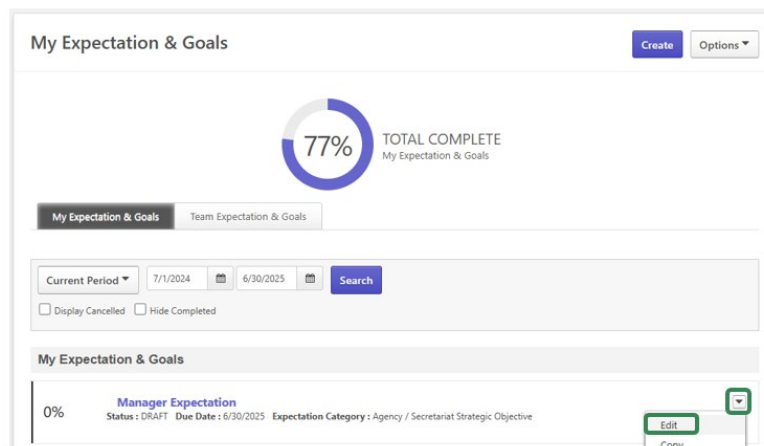 My Expectation & Goals
Create
Options
77%
TOTAL COMPLETE
My Expectation & Goals
My Expectation & Goals
Team Expectation & Goals
Current Period
7/1/2024
6/30/2025
Search
Display Cancelled
Hide Completed
My Expectation & Goals
0%
Manager Expectation
Status : DRAFT Due Date : 6/30/2025 Expectation Category : Agency / Secretariat Strategic Objective
Edit
Copy